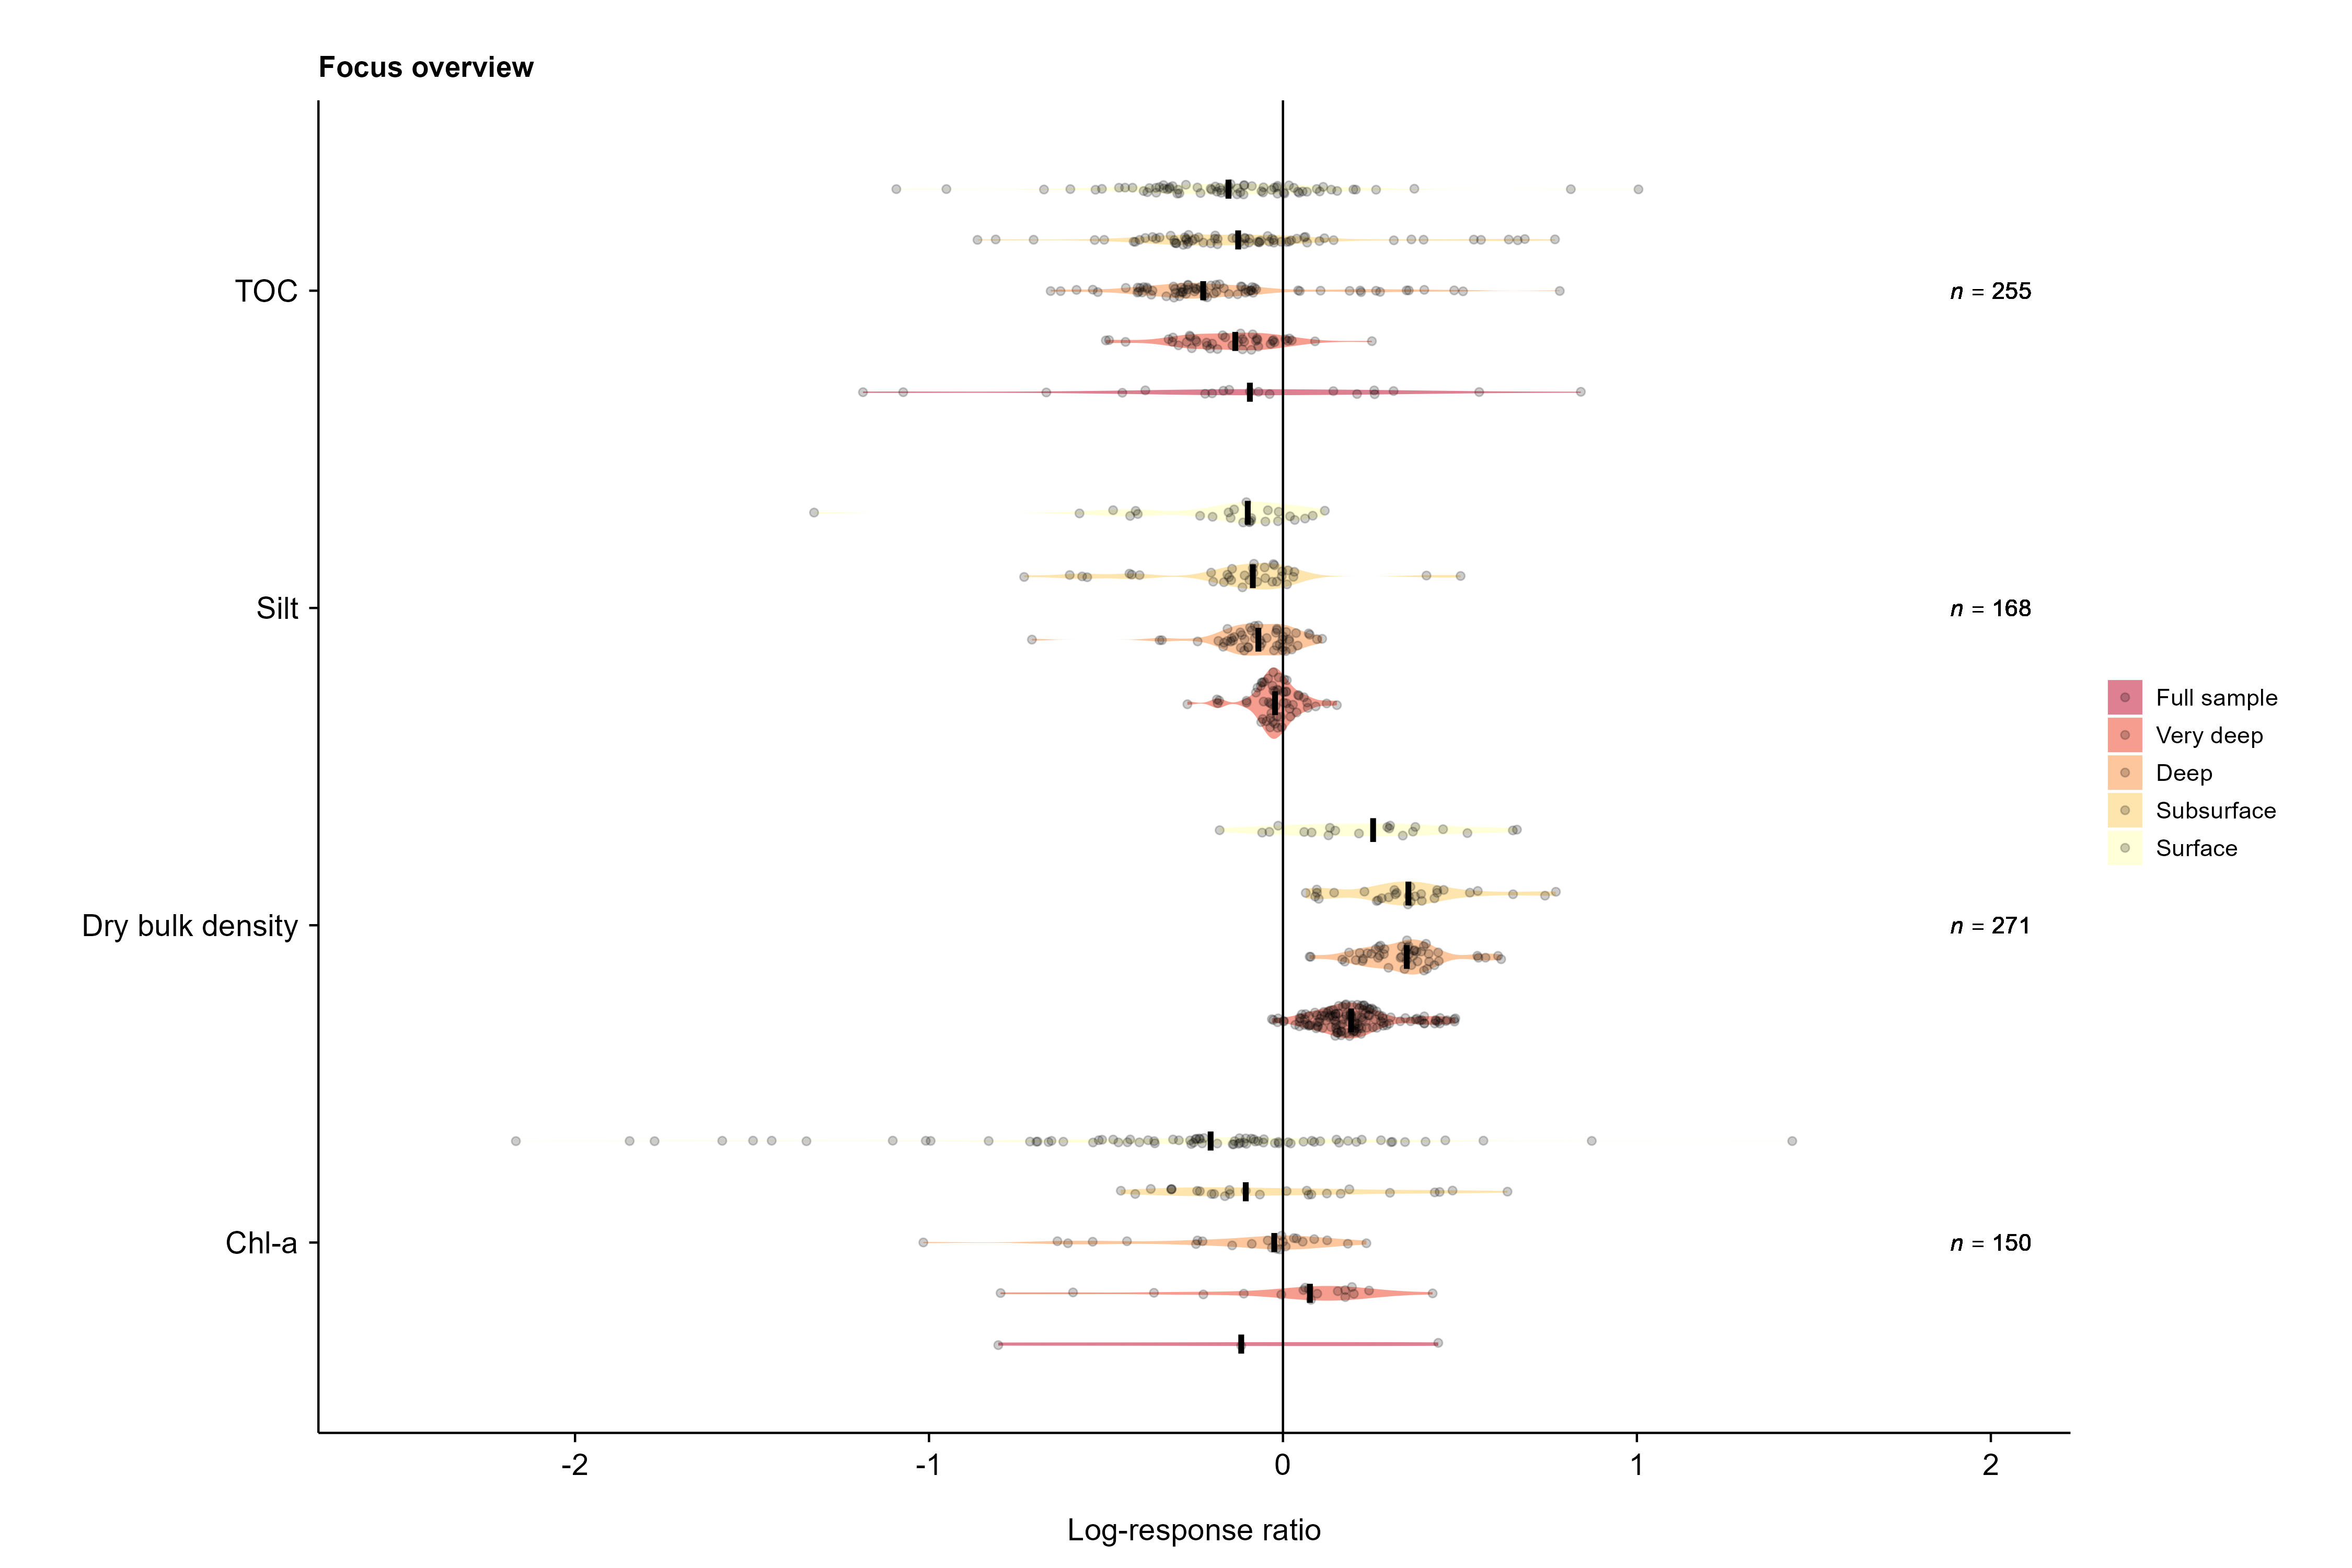 Focus overview
TOC
n = 255
Silt
n = 168
Full sample
Very deep
Deep
Subsurface
Surface
Dry bulk density
n = 271
Chl-a
n = 150
-2 -1 0 1 2
Log-response ratio